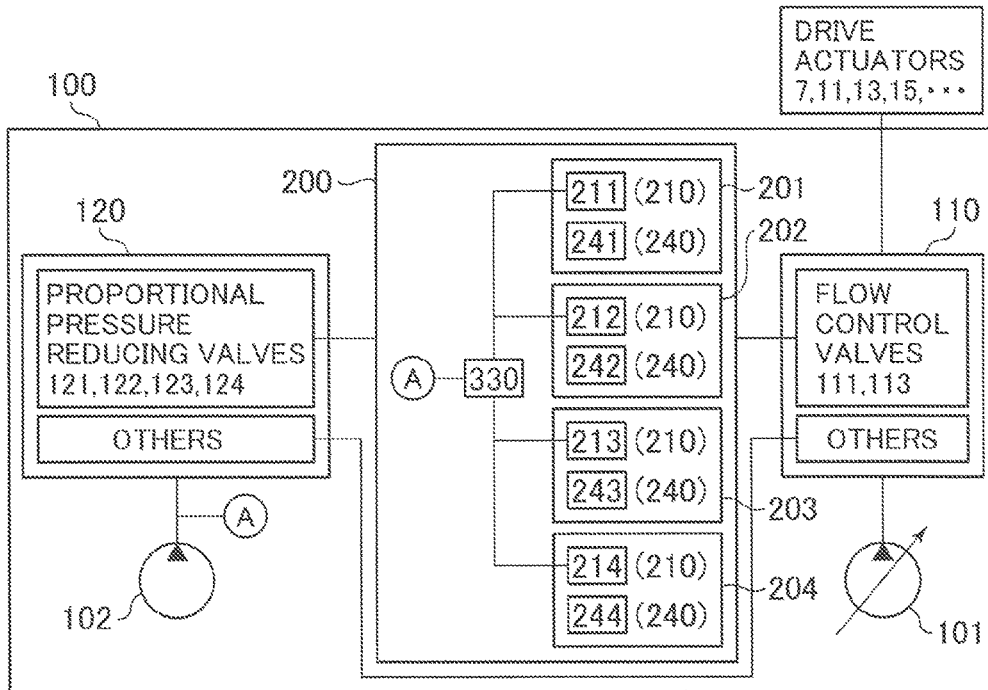 DRIVE
ACTUATORS
7,11,13,15,･･･
100
200
211 (210)
201
241 (240)
202
120
110
PROPORTIONAL
PRESSURE
REDUCING VALVES
121,122,123,124
212 (210)
242 (240)
FLOW
CONTROL
VALVES
111,113
A
330
OTHERS
213 (210)
243 (240)
203
OTHERS
A
214 (210)
244 (240)
204
102
101